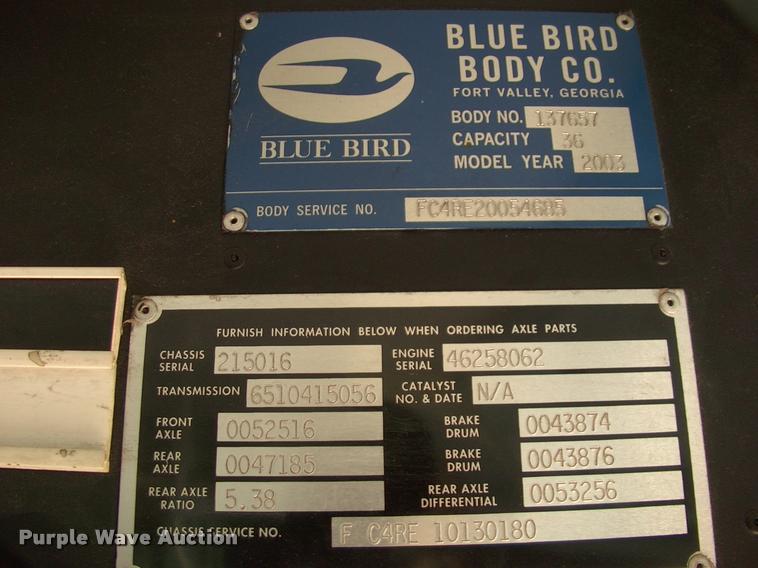 BLUE BIRD
BLUE BIRD
BODY CO.
FORT VALLEY, GEORGIA
BODY NO. 137657
CAPACITY 36
MODEL YEAR 2003
BODY SERVICE NO. FC4RE20054685
FURNISH INFORMATION BELOW WHEN ORDERING AXLE PARTS
CHASSIS SERIAL 215016 ENGINE SERIAL 46258062
TRANSMISSION 6510415056 CATALYST NO. & DATE N/A
FRONT AXLE 0052516 BRAKE DRUM 0043874
REAR AXLE 0047185 BRAKE DRUM 0043876
REAR AXLE RATIO 5.38 REAR AXLE DIFFERENTIAL 0053256
CHASSIS SERVICE NO. F C4RE 10130180
Purple Wave Auction